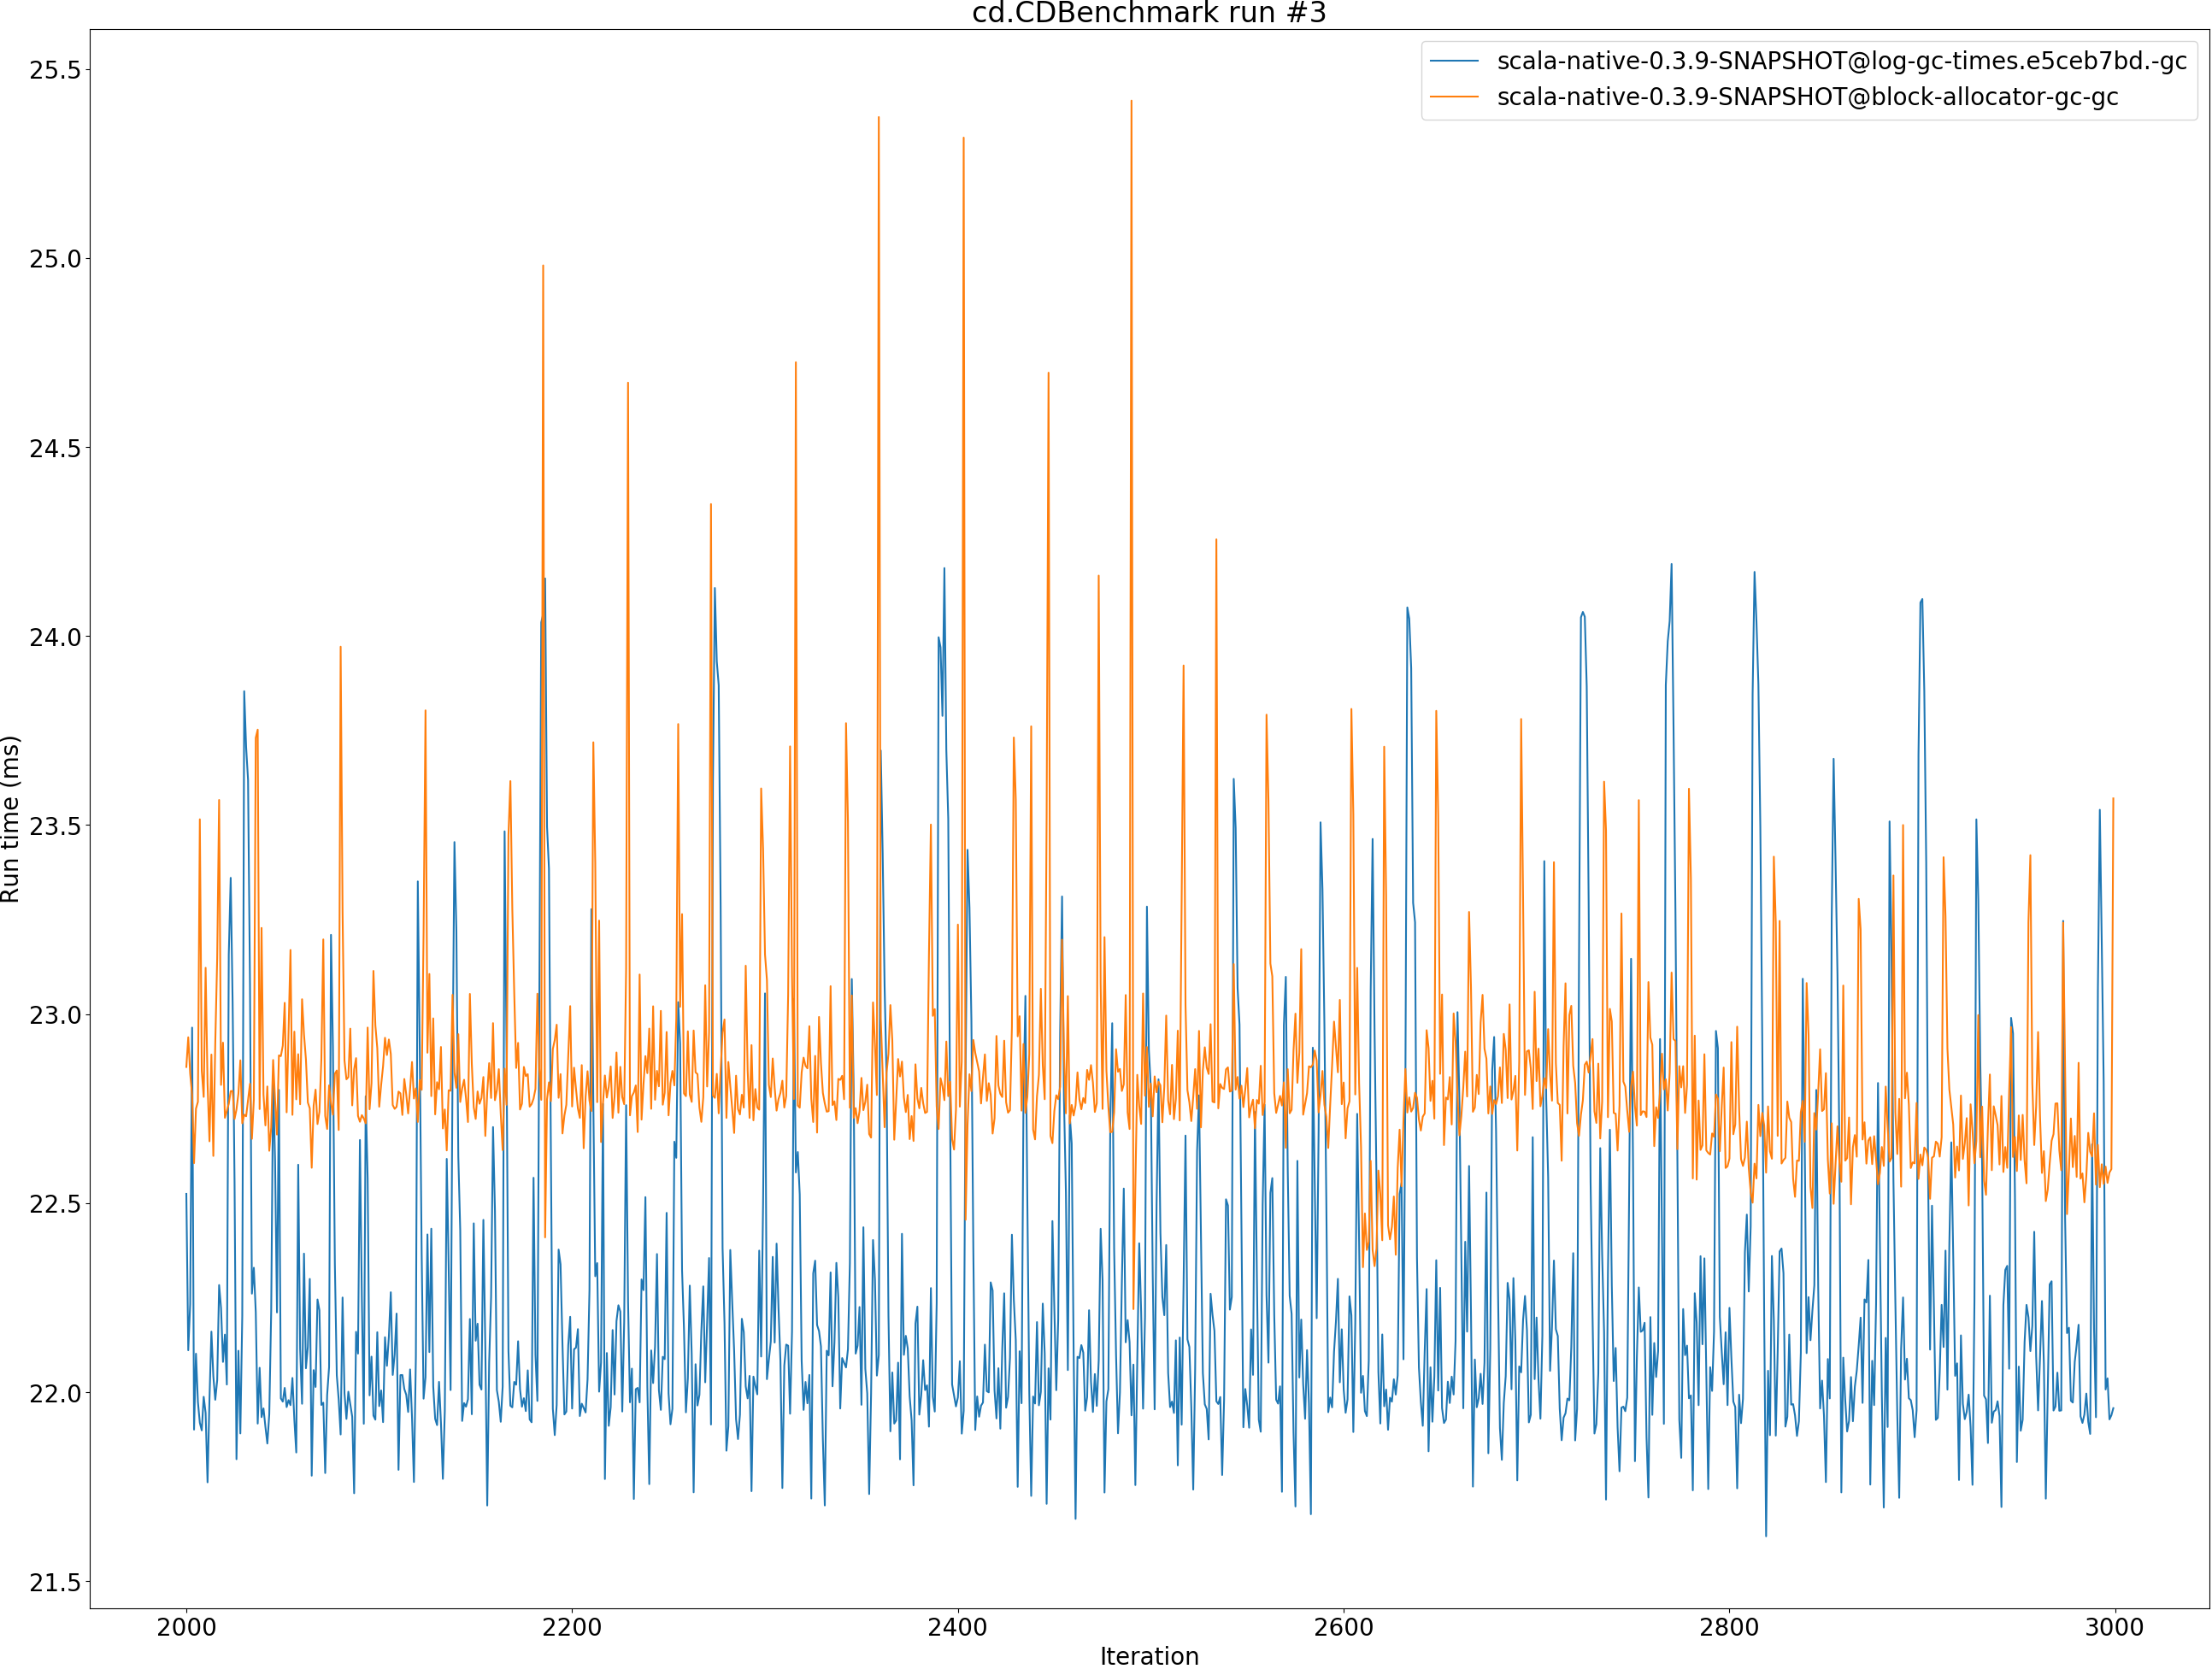 cd.CDBenchmark run #3
scala-native-0.3.9-SNAPSHOT@log-gc-times.e5ceb7bd.-gc
scala-native-0.3.9-SNAPSHOT@block-allocator-gc-gc
Run time (ms)
25.5
25.0
24.5
24.0
23.5
23.0
22.5
22.0
21.5
2000 2200 2400 2600 2800 3000
Iteration